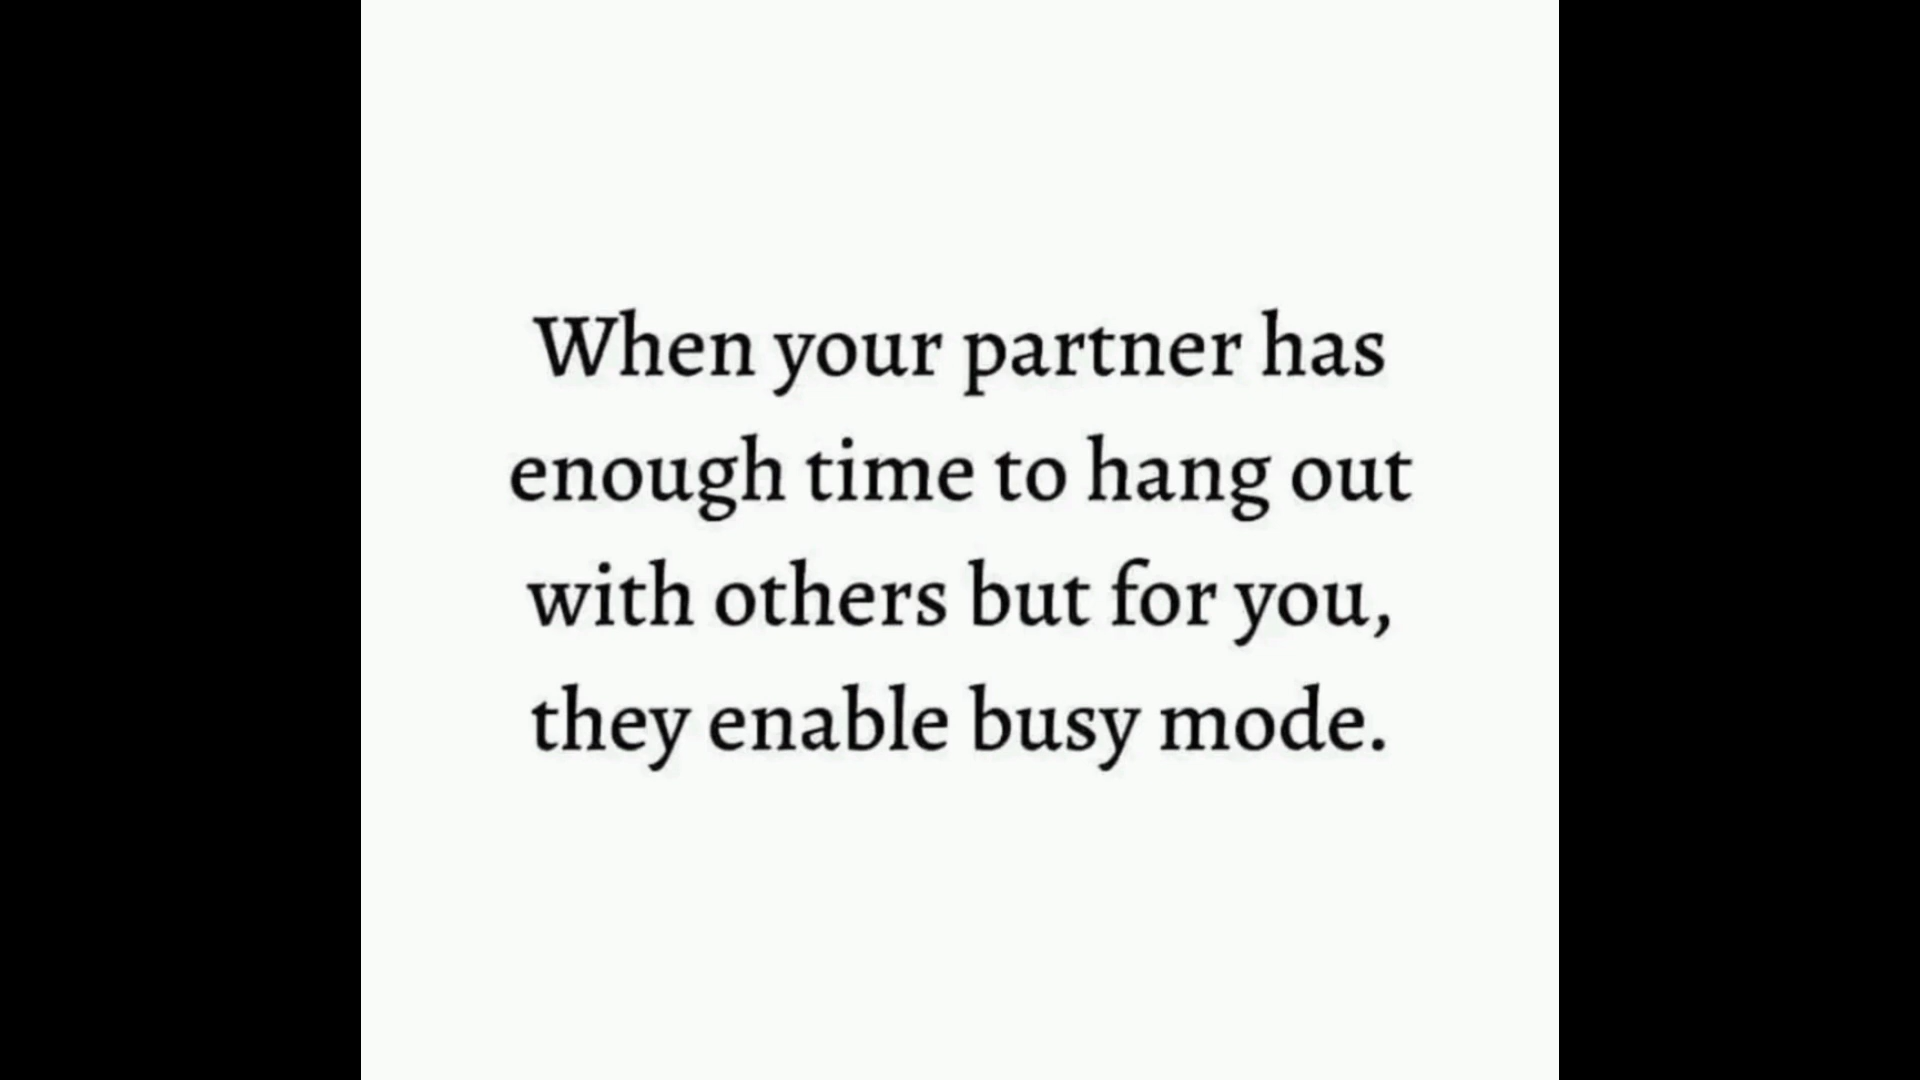 When your partner has
enough time to hang out
with others but for you,
they enable busy mode.